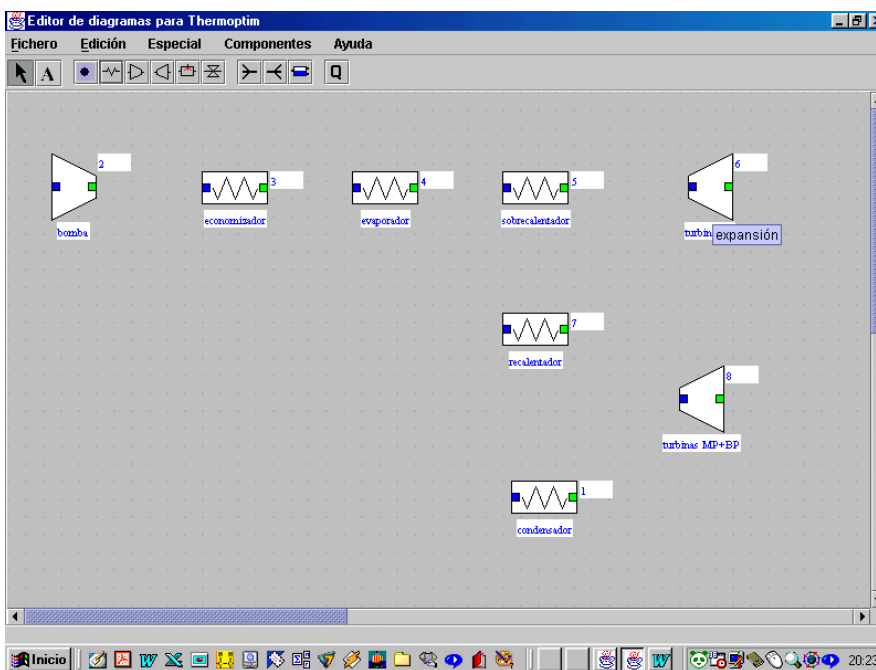 Editor de diagramas para Thermoptim
Fichero Edición Especial Componentes Ayuda
A Q
2 3 4 5 6
bomba economizador evaporador sobrecalentador
expansión
7
recalentador
8
turbinas MP+BP
1
condensador
Inicio 20:23